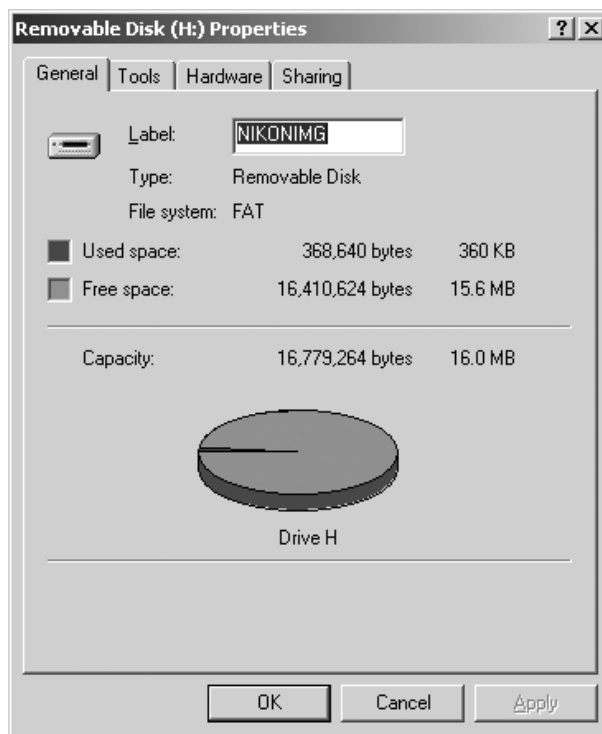 Removable Disk (H:) Properties
General Tools Hardware Sharing
Label: NIKONIMG
Type: Removable Disk
File system: FAT
Used space: 368,640 bytes 360 KB
Free space: 16,410,624 bytes 15.6 MB
Capacity: 16,779,264 bytes 16.0 MB
Drive H
OK Cancel Apply